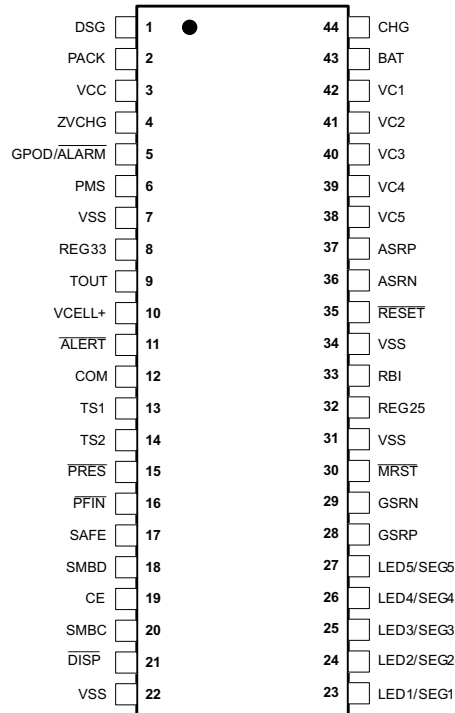 DSG 1 44 CHG
PACK 2 43 BAT
VCC 3 42 VC1
ZVCHG 4 41 VC2
GPOD/ALARM 5 40 VC3
PMS 6 39 VC4
VSS 7 38 VC5
REG33 8 37 ASRP
TOUT 9 36 ASRN
VCELL+ 10 35 RESET
ALERT 11 34 VSS
COM 12 33 RBI
TS1 13 32 REG25
TS2 14 31 VSS
PRES 15 30 MRST
PFIN 16 29 GSRN
SAFE 17 28 GSRP
SMBD 18 27 LED5/SEG5
CE 19 26 LED4/SEG4
SMBC 20 25 LED3/SEG3
DISP 21 24 LED2/SEG2
VSS 22 23 LED1/SEG1